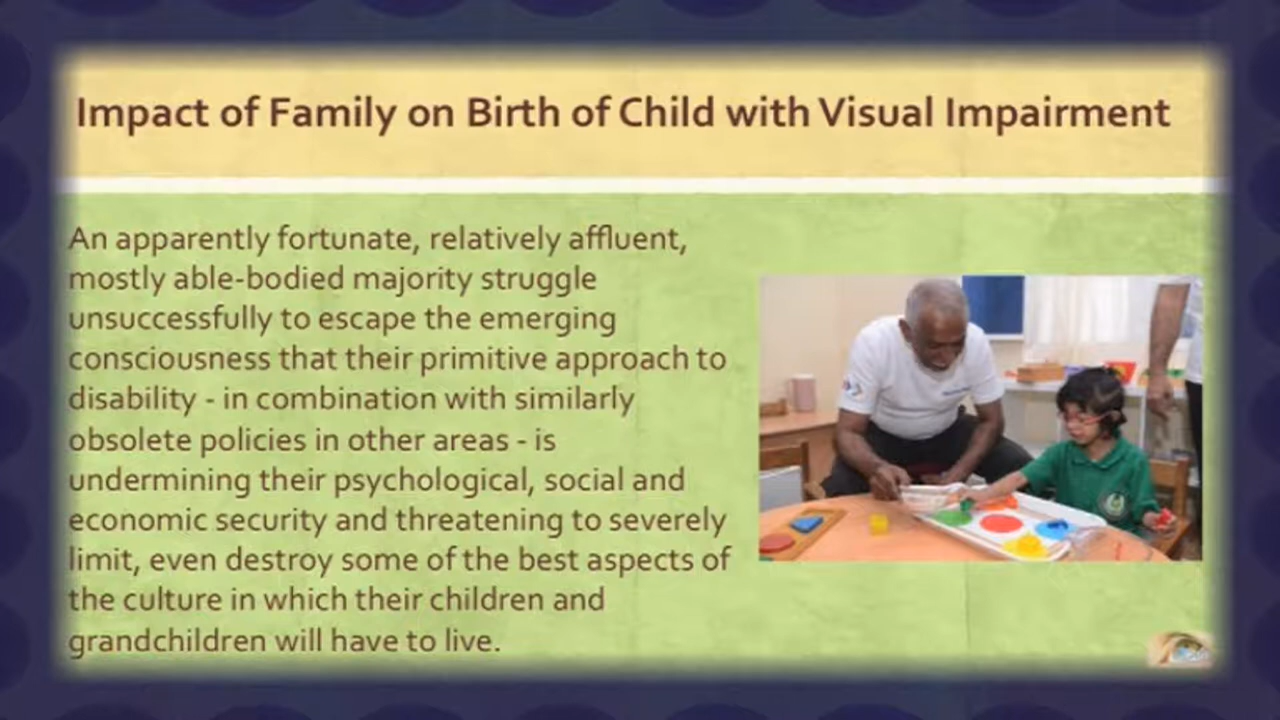 Impact of Family on Birth of Child with Visual Impairment
An apparently fortunate, relatively affluent,
mostly able-bodied majority struggle
unsuccessfully to escape the emerging
consciousness that their primitive approach to
disability - in combination with similarly
obsolete policies in other areas - is
undermining their psychological, social and
economic security and threatening to severely
limit, even destroy some of the best aspects of
the culture in which their children and
grandchildren will have to live.